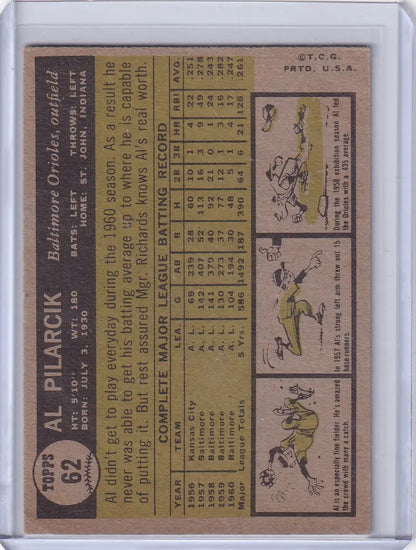 TOPPS
62
AL PILARCIK
Baltimore Orioles, outfield
HT: 5'10" WT: 180 BATS: LEFT THROWS: LEFT
BORN: JULY 3, 1930 HOME: ST. JOHN, INDIANA
Al didn't get to play everyday during the 1960 season. As a result he
never was able to get his batting average up to where he is capable
of putting it. But rest assured Mgr. Richards knows Al's real worth.
COMPLETE MAJOR LEAGUE BATTING RECORD
YEAR TEAM LEA. G AB R H 2B 3B HR RBI AVG.
1956 Kansas City A. L. 69 239 28 60 10 1 4 22 .251
1957 Baltimore A. L. 142 407 52 113 16 3 9 49 .278
1958 Baltimore A. L. 141 379 40 92 21 0 1 24 .243
1959 Baltimore A. L. 130 273 37 77 12 1 3 16 .282
1960 Baltimore A. L. 104 194 30 48 5 1 4 17 .247
Major League Totals 5 Yrs. 586 1492 187 390 64 6 21 128 .261
Al is an especially fine fielder. He's amazed
the crowd with many a catch.
In 1957 Al's strong left arm threw out 15
base-runners.
During the 1958 exhibition season Al led
the Orioles with a .415 average.
©T.C.G.
PRTD. U.S.A.